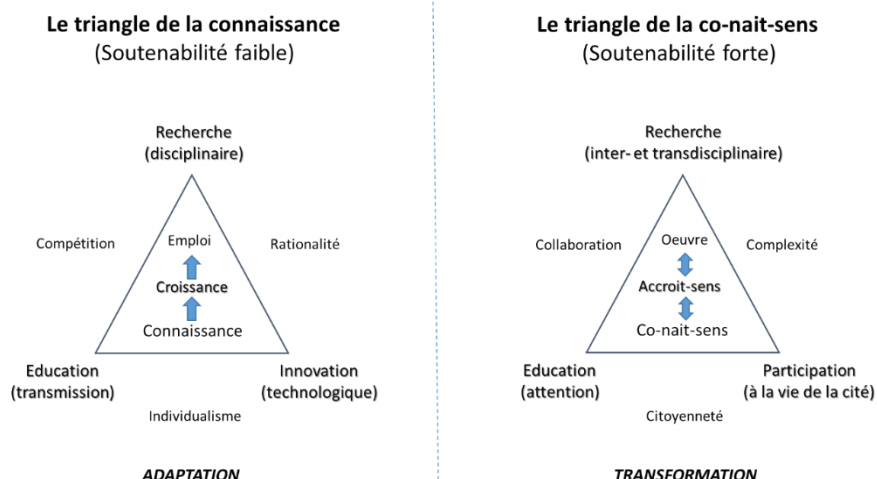 Le triangle de la connaissance
(Soutenabilité faible)
Recherche
(disciplinaire)
Compétition
Emploi
Rationalité
Croissance
Connaissance
Education
(transmission)
Innovation
(technologique)
Individualisme
ADAPTATION
Le triangle de la co-nait-sens
(Soutenabilité forte)
Recherche
(inter- et transdisciplinaire)
Collaboration
Oeuvre
Complexité
Accroit-sens
Co-nait-sens
Education
(attention)
Participation
(à la vie de la cité)
Citoyenneté
TRANSFORMATION